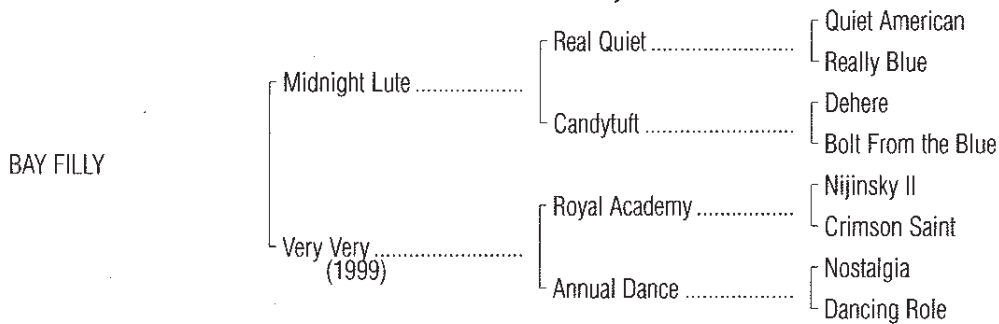 Quiet American
Real Quiet ......................
Really Blue
Midnight Lute .................
Dehere
Candytuft .......................
Bolt From the Blue
BAY FILLY
Nijinsky II
Royal Academy ...............
Crimson Saint
Very Very .......................
(1999)
Nostalgia
Annual Dance .................
Dancing Role